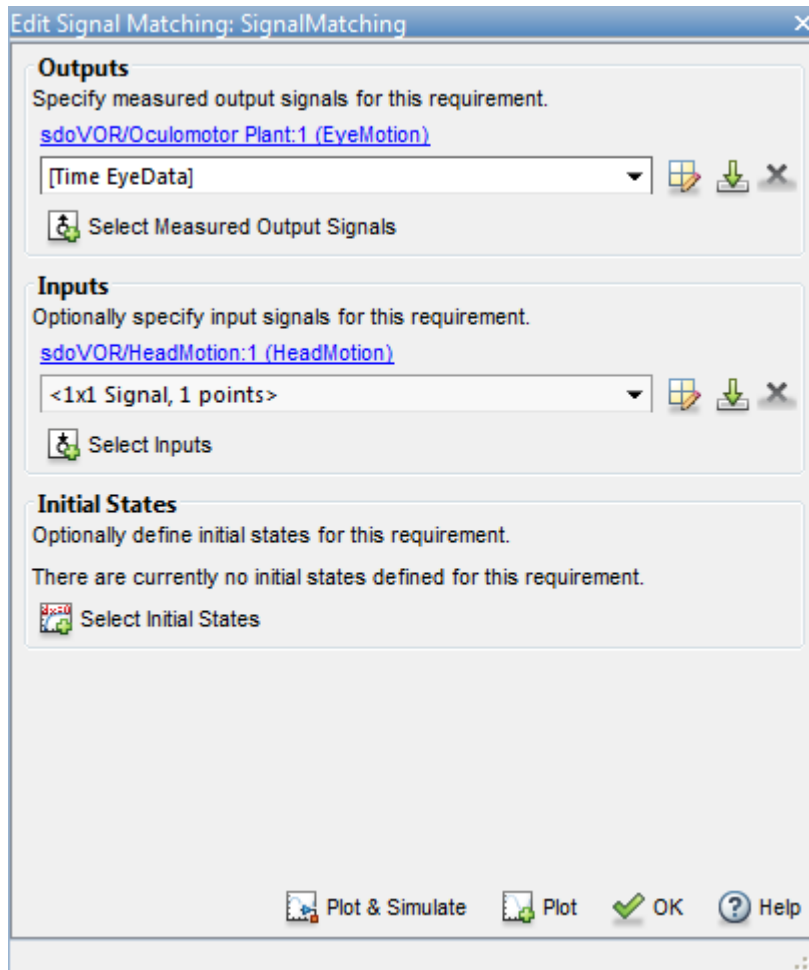 Edit Signal Matching: SignalMatching
Outputs
Specify measured output signals for this requirement.
sdoVOR/Oculomotor Plant:1 (EyeMotion)
[Time EyeData]
Select Measured Output Signals
Inputs
Optionally specify input signals for this requirement.
sdoVOR/HeadMotion:1 (HeadMotion)
<1x1 Signal, 1 points>
Select Inputs
Initial States
Optionally define initial states for this requirement.
There are currently no initial states defined for this requirement.
Select Initial States
Plot & Simulate Plot OK Help